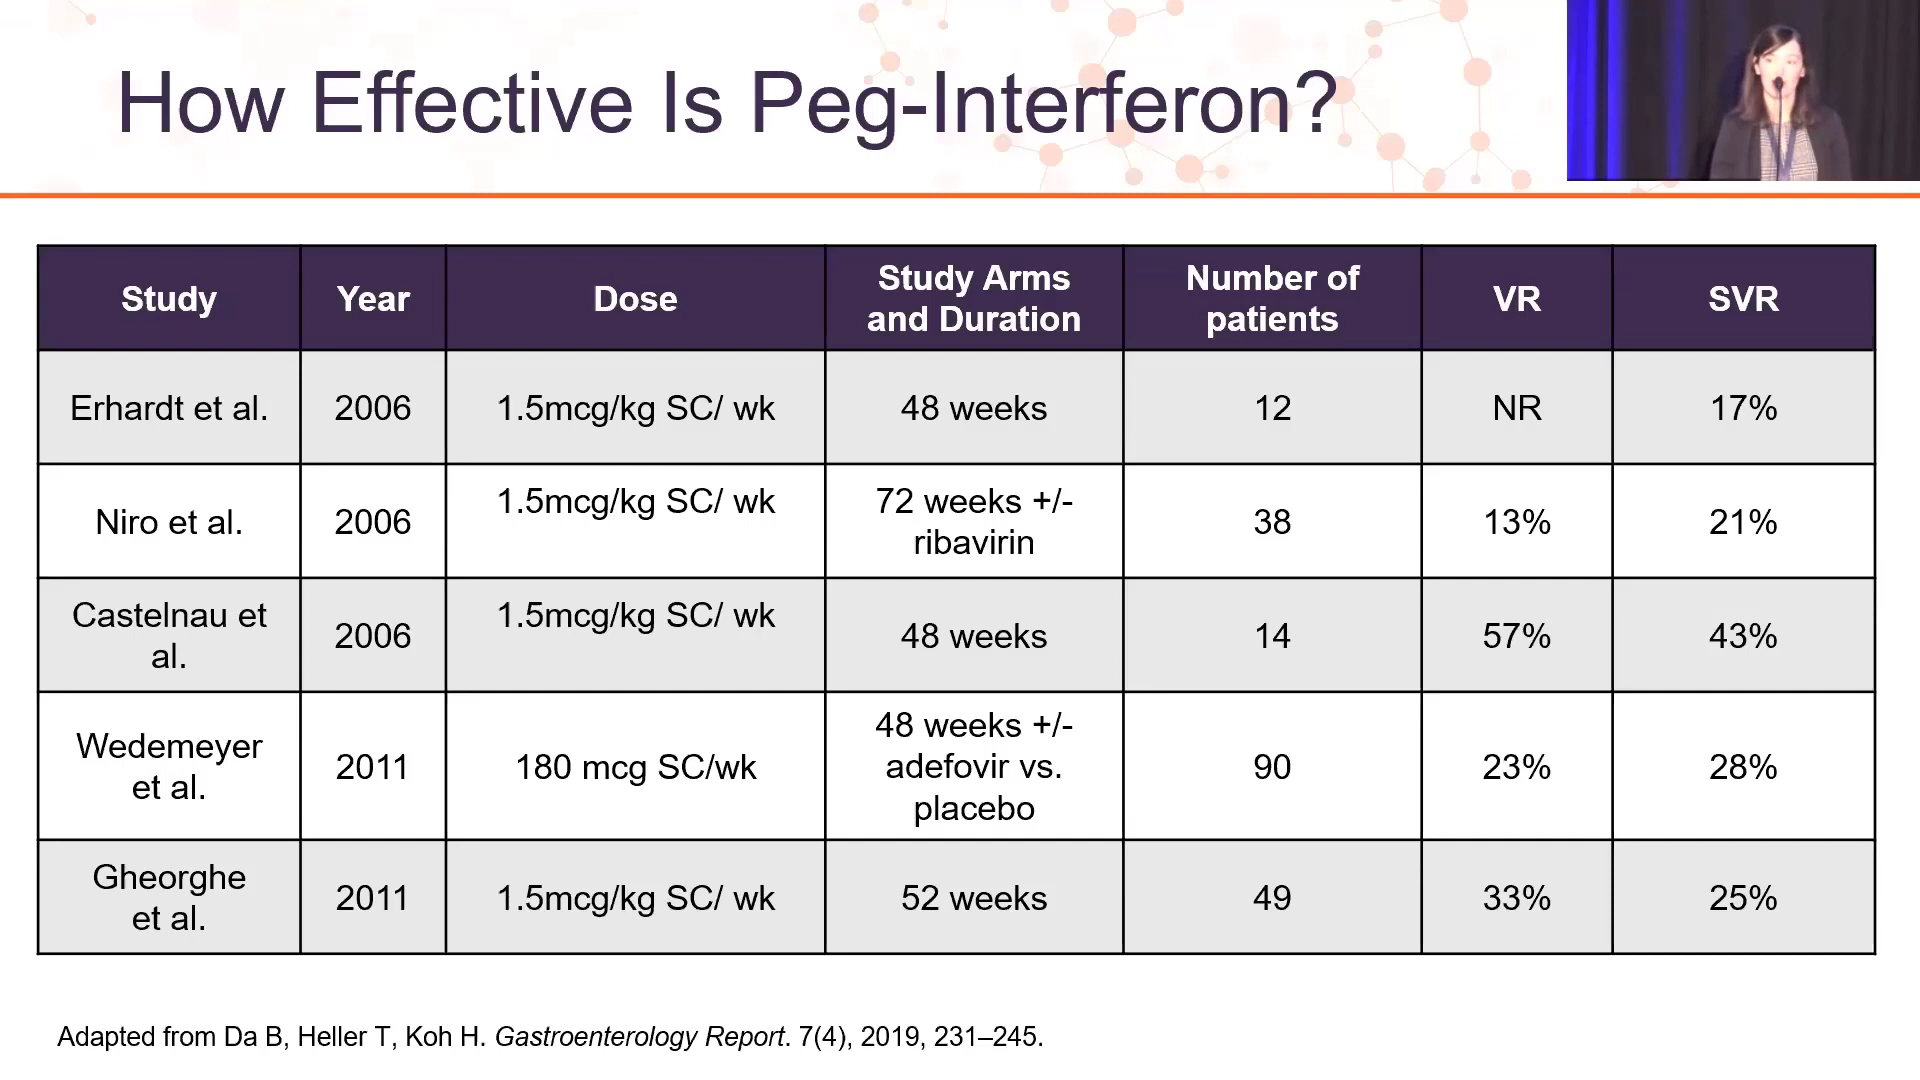 How Effective Is Peg-Interferon?
Study
Year
Dose
Study Arms
and Duration
Number of
patients
VR
SVR
Erhardt et al.
2006
1.5mcg/kg SC/ wk
48 weeks
12
NR
17%
Niro et al.
2006
1.5mcg/kg SC/ wk
72 weeks +/-
ribavirin
38
13%
21%
Castelnau et
al.
2006
1.5mcg/kg SC/ wk
48 weeks
14
57%
43%
Wedemeyer
et al.
2011
180 mcg SC/wk
48 weeks +/-
adefovir vs.
placebo
90
23%
28%
Gheorghe
et al.
2011
1.5mcg/kg SC/ wk
52 weeks
49
33%
25%
Adapted from Da B, Heller T, Koh H. Gastroenterology Report. 7(4), 2019, 231–245.